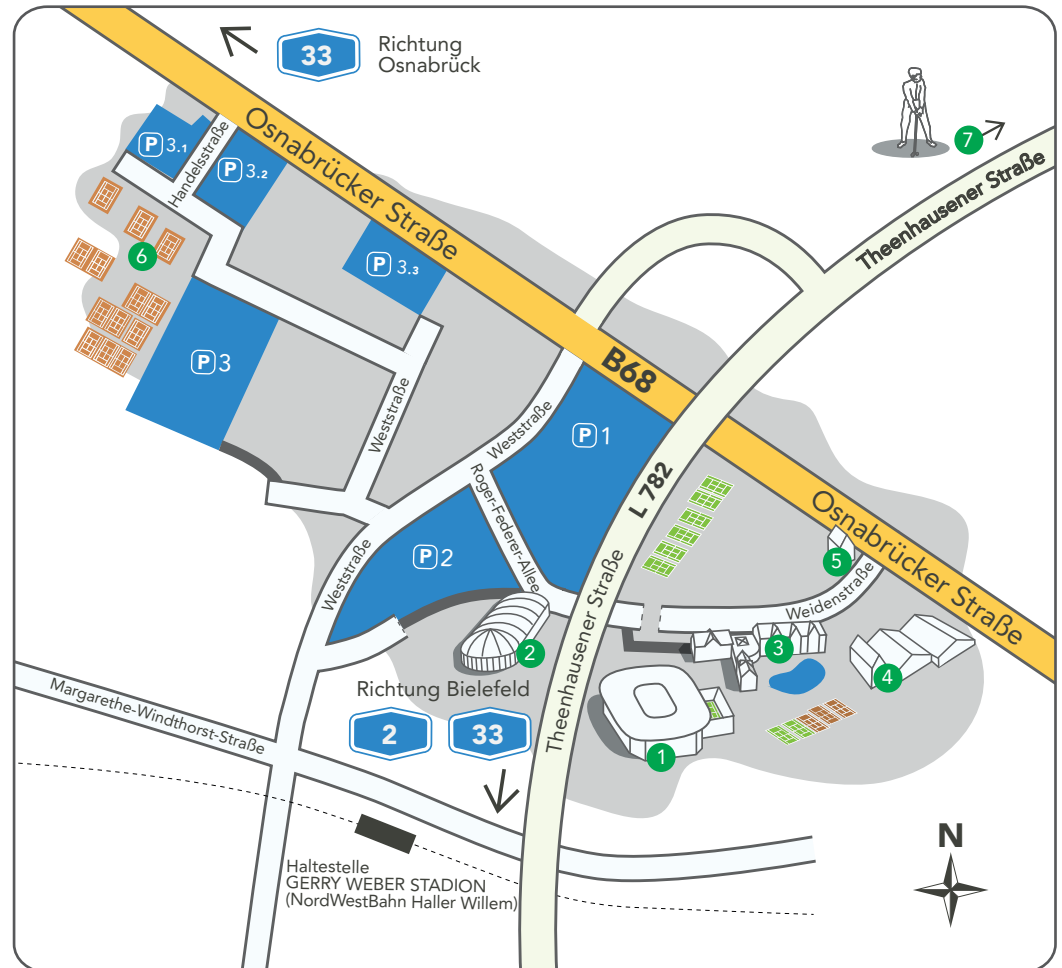 33
Richtung
Osnabrück
7
Osnabrücker Straße
P 3.1
Handelsstraße
P 3.2
Theenhausener Straße
6
P 3.3
P 3
B68
Weststraße
Weststraße
P 1
Roger-Federer-Allee
L 782
Osnabrücker Straße
Weststraße
P 2
5
Weidenstraße
Theenhausener Straße
2
3
4
Richtung Bielefeld
2
33
Margarethe-Windthorst-Straße
1
N
Haltestelle
GERRY WEBER STADION
(NordWestBahn Haller Willem)